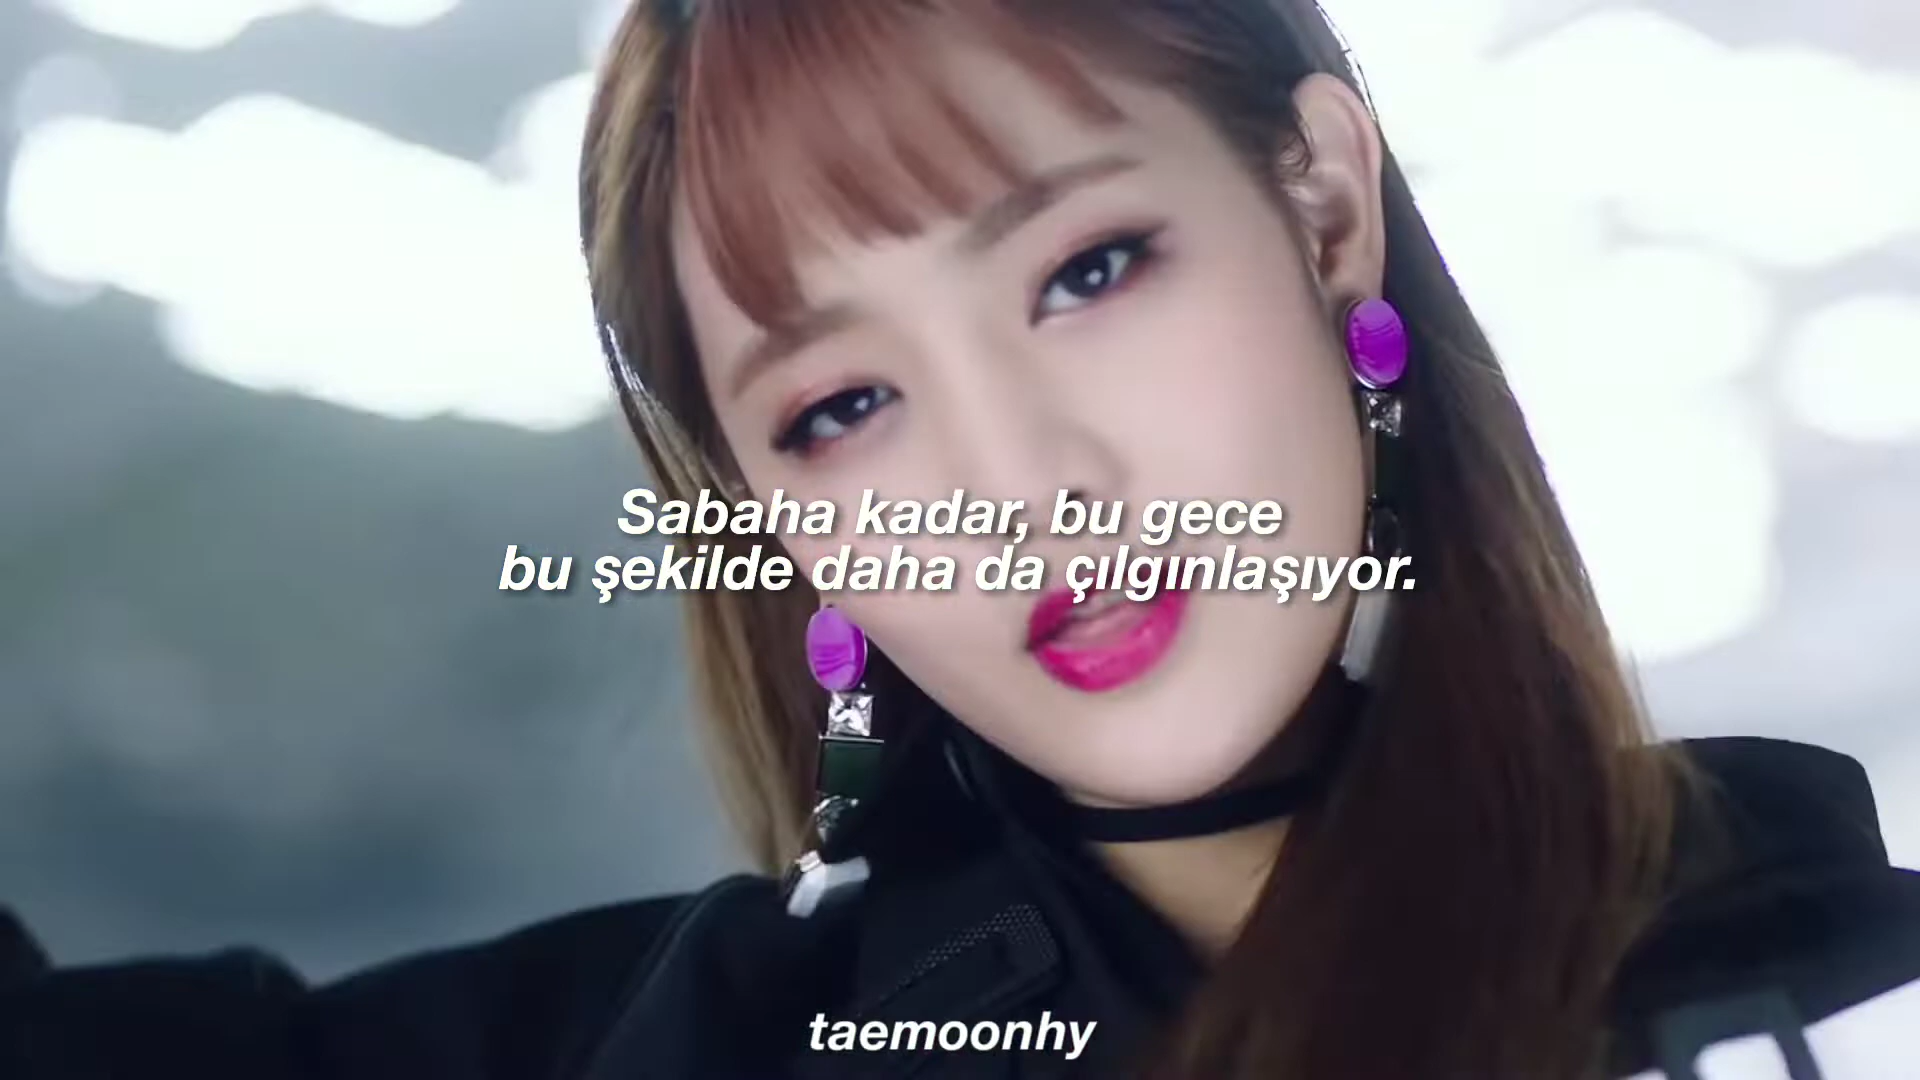 Sabaha kadar, bu gece
bu şekilde daha da çılgınlaşıyor.
taemoonhy